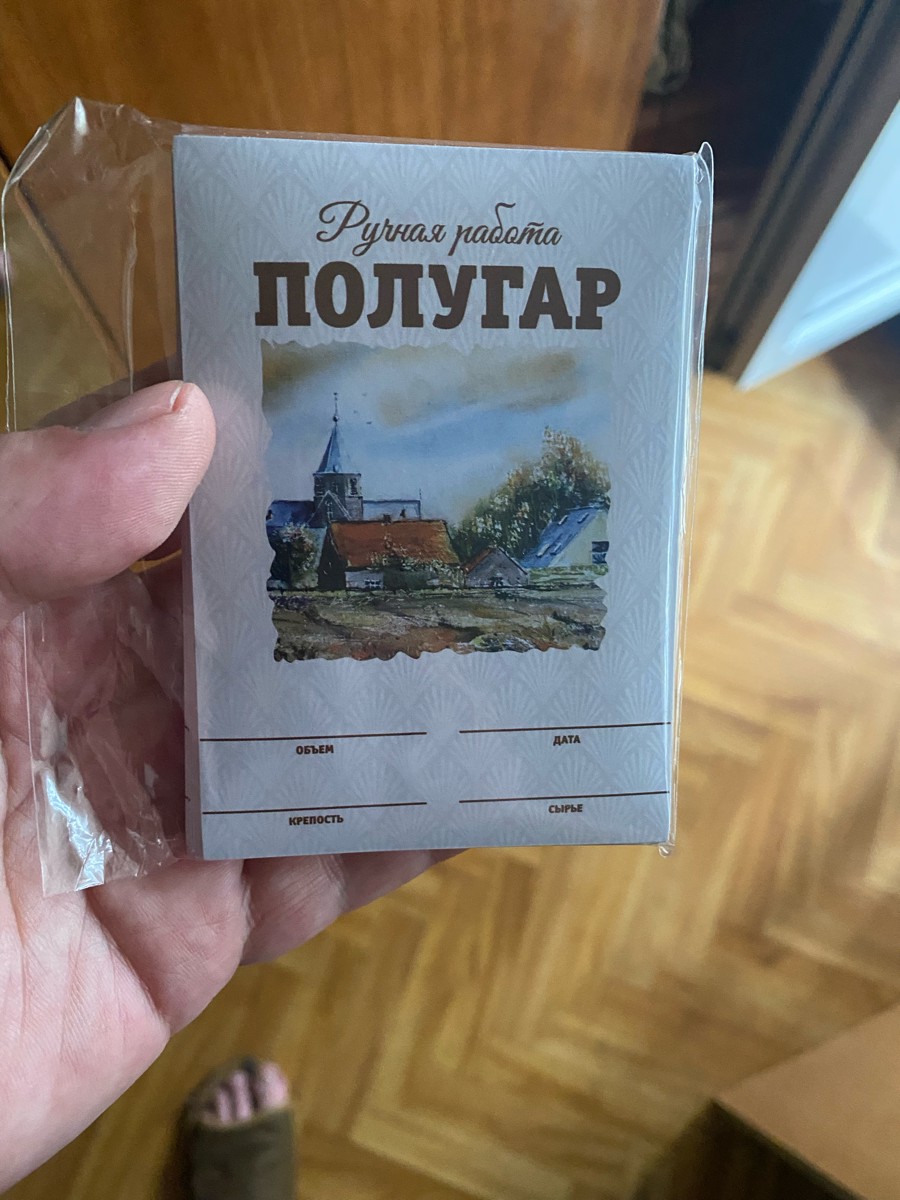 Ручная работа
ПОЛУГАР
ОБЪЕМ
ДАТА
КРЕПОСТЬ
СЫРЬЕ